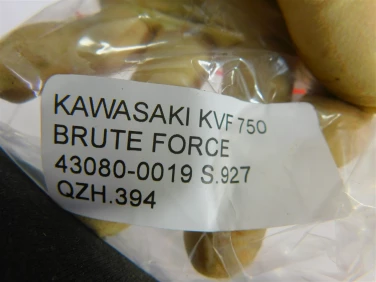 KAWASAKI KVF 750
BRUTE FORCE
43080-0019 S.927
QZH.394